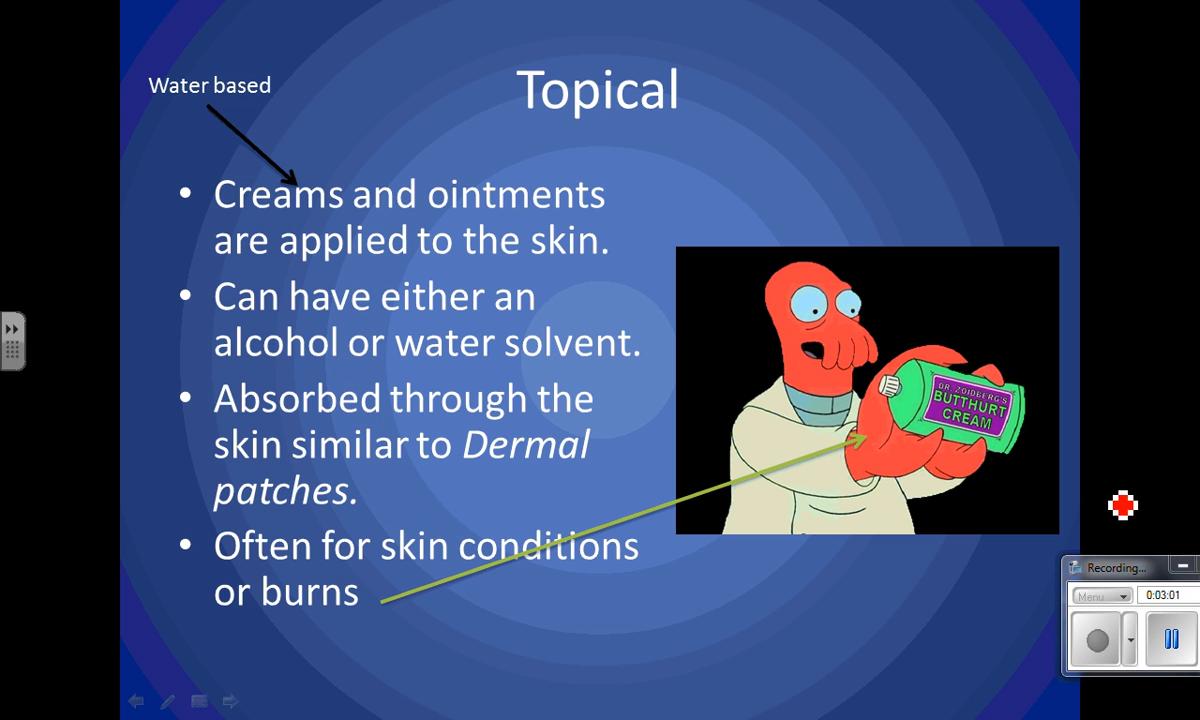 Water based
Topical
• Creams and ointments
are applied to the skin.
• Can have either an
alcohol or water solvent.
• Absorbed through the
skin similar to Dermal
patches.
• Often for skin conditions
or burns
DR. ZOIDBERG'S
BUTTHURT
CREAM
Recording...
Menu
0:03:01